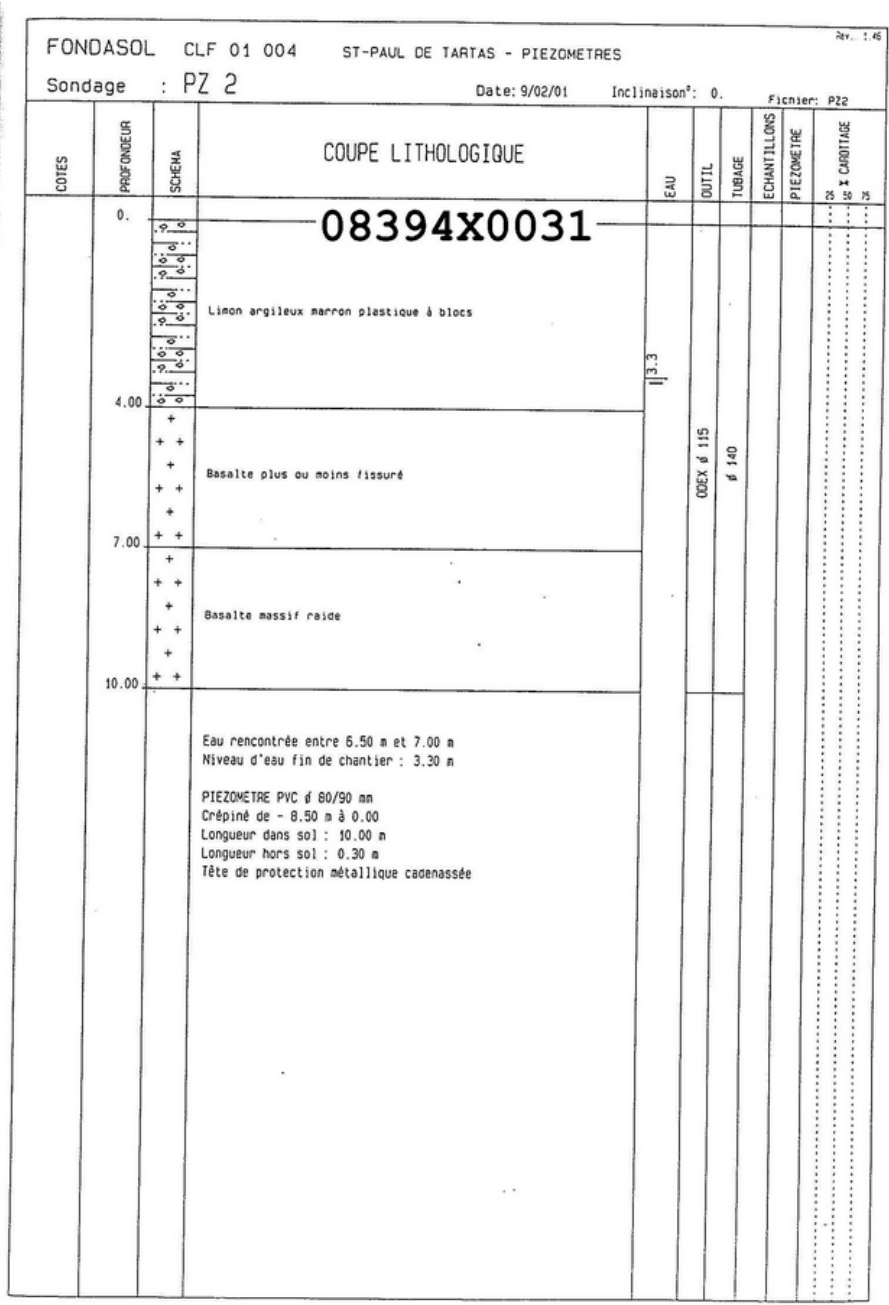 Rev.. 1.46
FONDASOL CLF 01 004 ST-PAUL DE TARTAS - PIEZOMETRES
Sondage : PZ 2 Date: 9/02/01 Inclinaison°: 0. Fichier: PZ2
COTES PROFONDEUR SCHEMA COUPE LITHOLOGIQUE EAU OUTIL TUBAGE ECHANTILLONS PIEZOMETRE % CAROTTAGE
25 50 75
0.
08394X0031
Limon argileux marron plastique à blocs
3.3
4.00
ODEX ø 115 ø 140
Basalte plus ou moins fissuré
7.00
Basalte massif raide
10.00
Eau rencontrée entre 6.50 m et 7.00 m
Niveau d'eau fin de chantier : 3.30 m
PIEZOMETRE PVC ø 80/90 mm
Crépiné de - 8.50 m à 0.00
Longueur dans sol : 10.00 m
Longueur hors sol : 0.30 m
Tête de protection métallique cadenassée